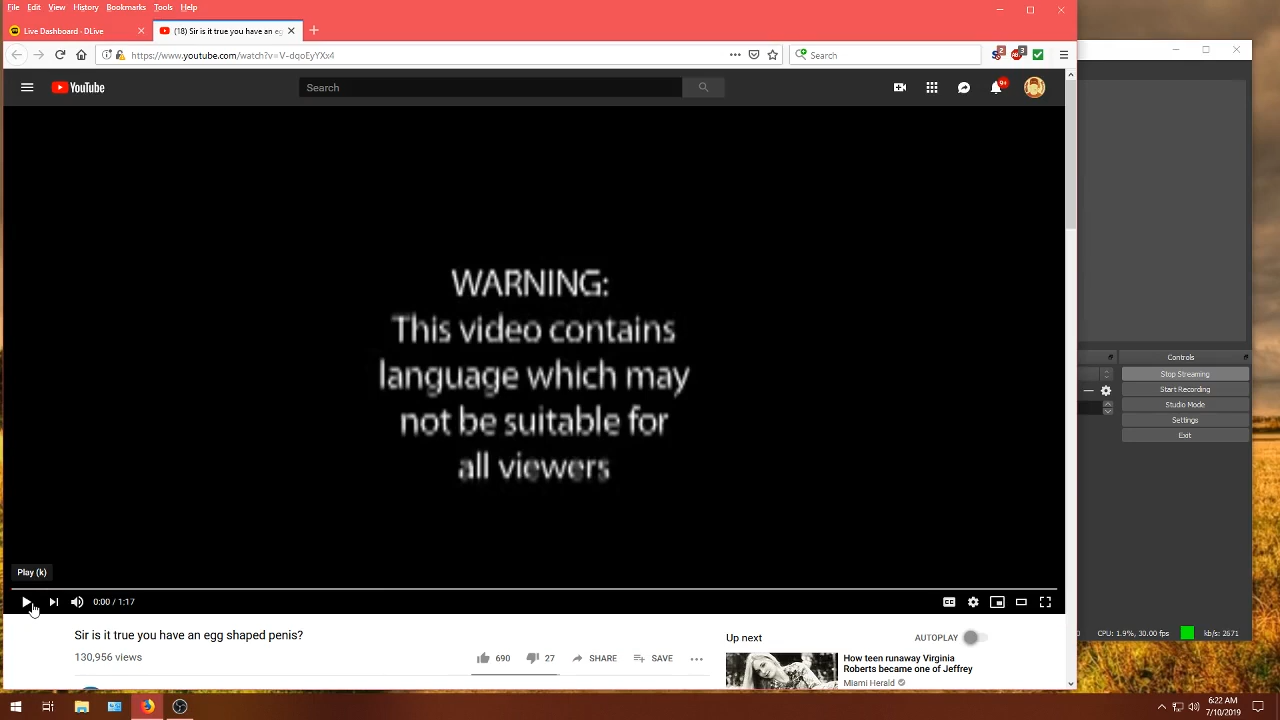 File Edit View History Bookmarks Tools Help
Live Dashboard - DLive
(18) Sir is it true you have an eg
https://www.youtube.com/watch?v=V-dqoEyYXx4
Search
2
3
YouTube
Search
9+
WARNING:
This video contains
language which may
not be suitable for
all viewers
Play (k)
0:00 / 1:17
CC
Sir is it true you have an egg shaped penis?
130,956 views
690
27
SHARE
SAVE
Up next
AUTOPLAY
How teen runaway Virginia
Roberts became one of Jeffrey
Miami Herald
Controls
Stop Streaming
Start Recording
Studio Mode
Settings
Exit
CPU: 1.9%, 30.00 fps
kb/s: 2671
6:22 AM
7/10/2019